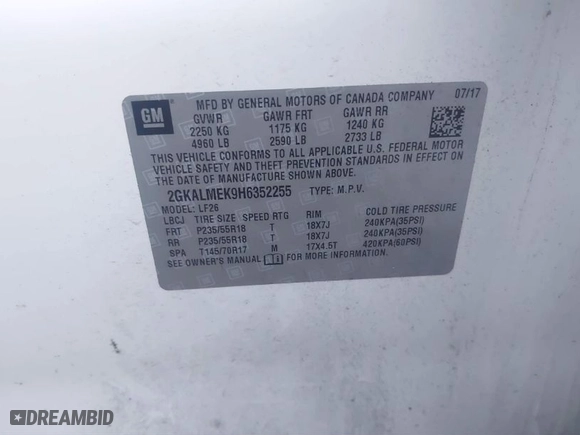 GM
MFD BY GENERAL MOTORS OF CANADA COMPANY 07/17
GVWR GAWR FRT GAWR RR
2250 KG 1175 KG 1240 KG
4960 LB 2590 LB 2733 LB
THIS VEHICLE CONFORMS TO ALL APPLICABLE U.S. FEDERAL MOTOR
VEHICLE SAFETY AND THEFT PREVENTION STANDARDS IN EFFECT ON
THE DATE OF MANUFACTURE SHOWN ABOVE.
2GKALMEK9H6352255 TYPE: M.P.V.
MODEL: LF26
LBCJ TIRE SIZE SPEED RTG RIM COLD TIRE PRESSURE
FRT P235/55R18 T 18X7J 240KPA(35PSI)
RR P235/55R18 T 18X7J 240KPA(35PSI)
SPA T145/70R17 M 17X4.5T 420KPA(60PSI)
SEE OWNER'S MANUAL FOR MORE INFORMATION
DREAMBID